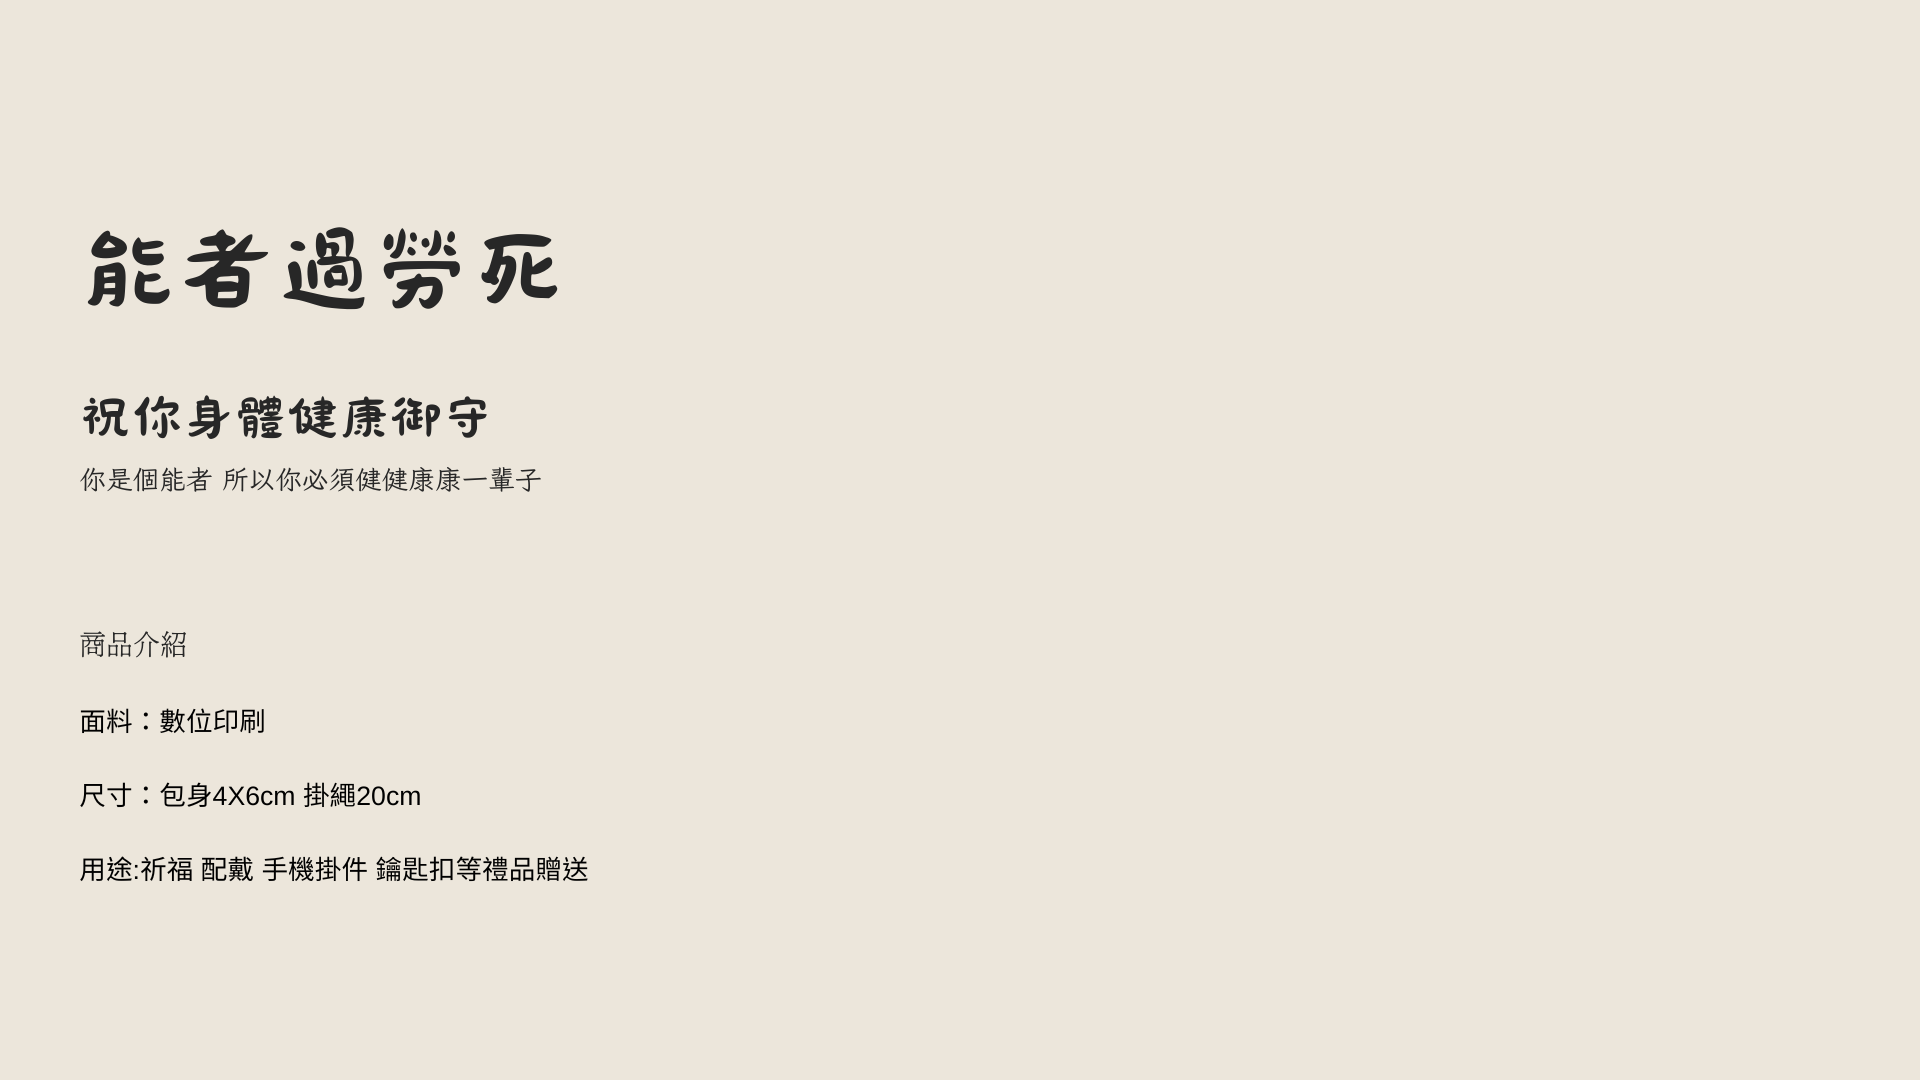 能者過勞死
祝你身體健康御守
你是個能者 所以你必須健健康康一輩子
商品介紹
面料：數位印刷
尺寸：包身4X6cm 掛繩20cm
用途:祈福 配戴 手機掛件 鑰匙扣等禮品贈送